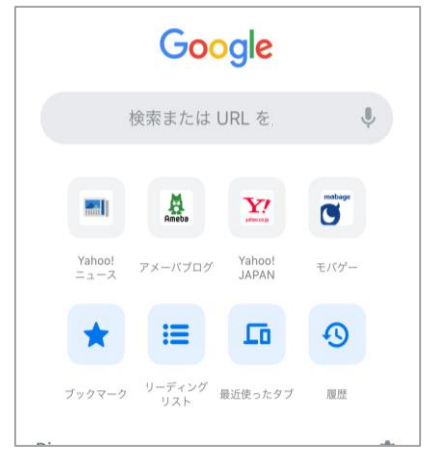 Google
検索または URL を
Ameba
Y!
mobage
Yahoo!
ニュース
アメーバブログ
Yahoo!
JAPAN
モバゲー
ブックマーク
リーディング
リスト
最近使ったタブ
履歴